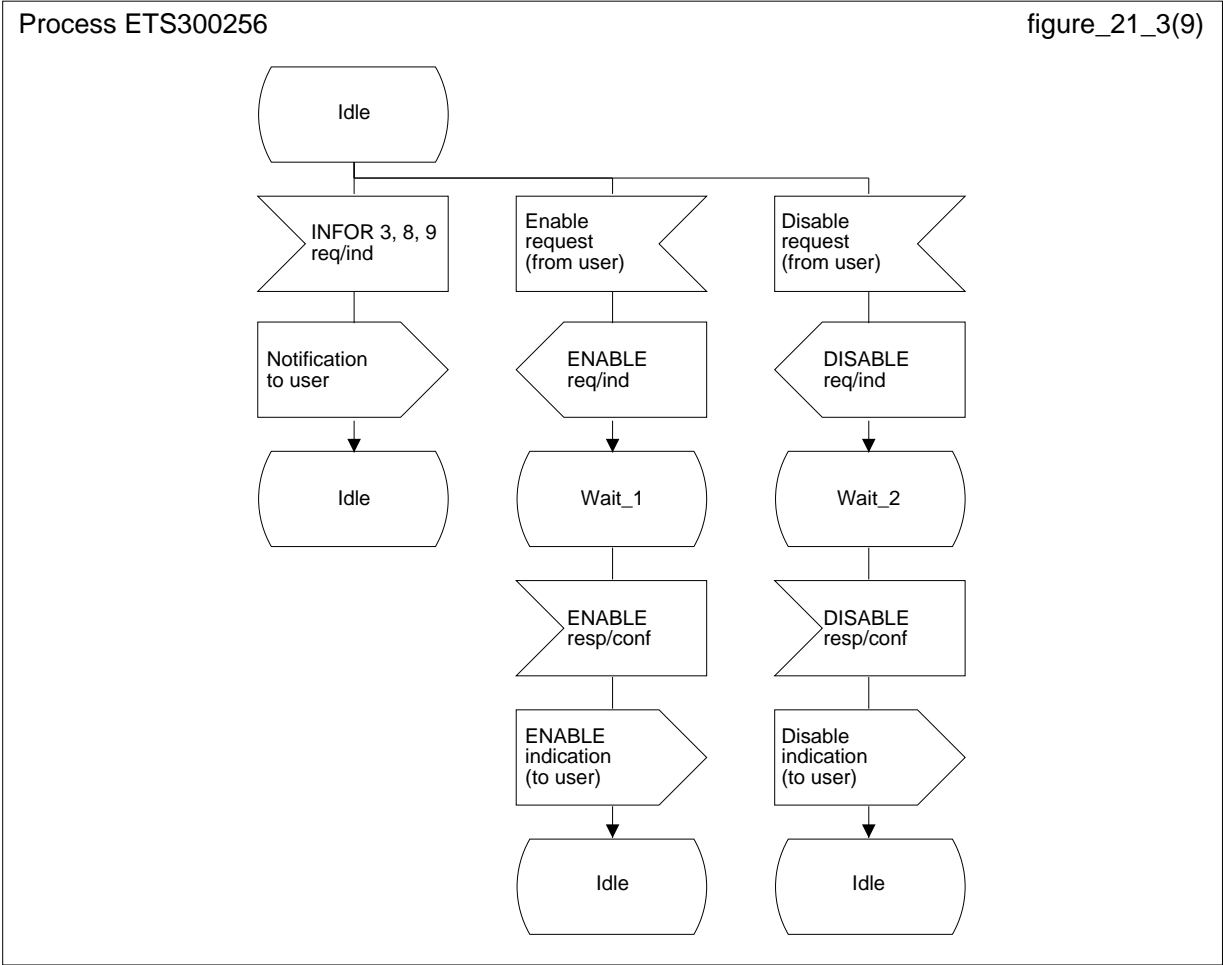 Process ETS300256
figure_21_3(9)
Idle
INFOR 3, 8, 9
req/ind
Enable
request
(from user)
Disable
request
(from user)
Notification
to user
ENABLE
req/ind
DISABLE
req/ind
Idle
Wait_1
Wait_2
ENABLE
resp/conf
DISABLE
resp/conf
ENABLE
indication
(to user)
Disable
indication
(to user)
Idle
Idle